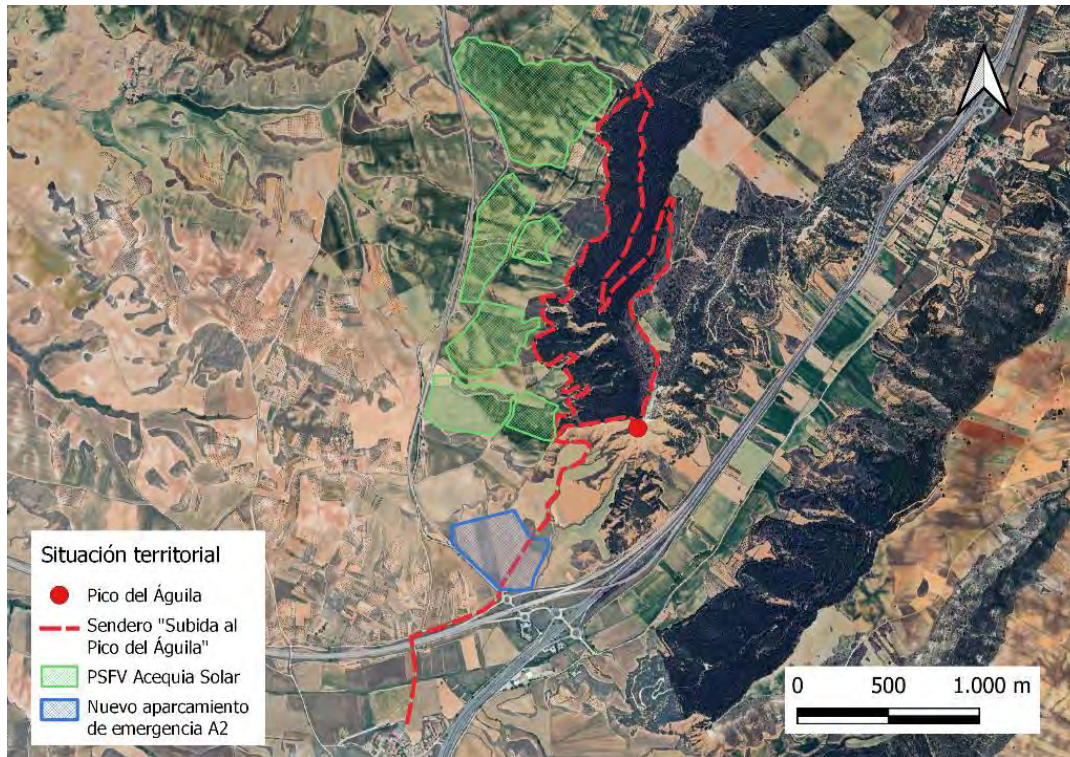 Situación territorial
Pico del Águila
Sendero "Subida al
Pico del Águila"
PSFV Acequia Solar
Nuevo aparcamiento
de emergencia A2
0 500 1.000 m